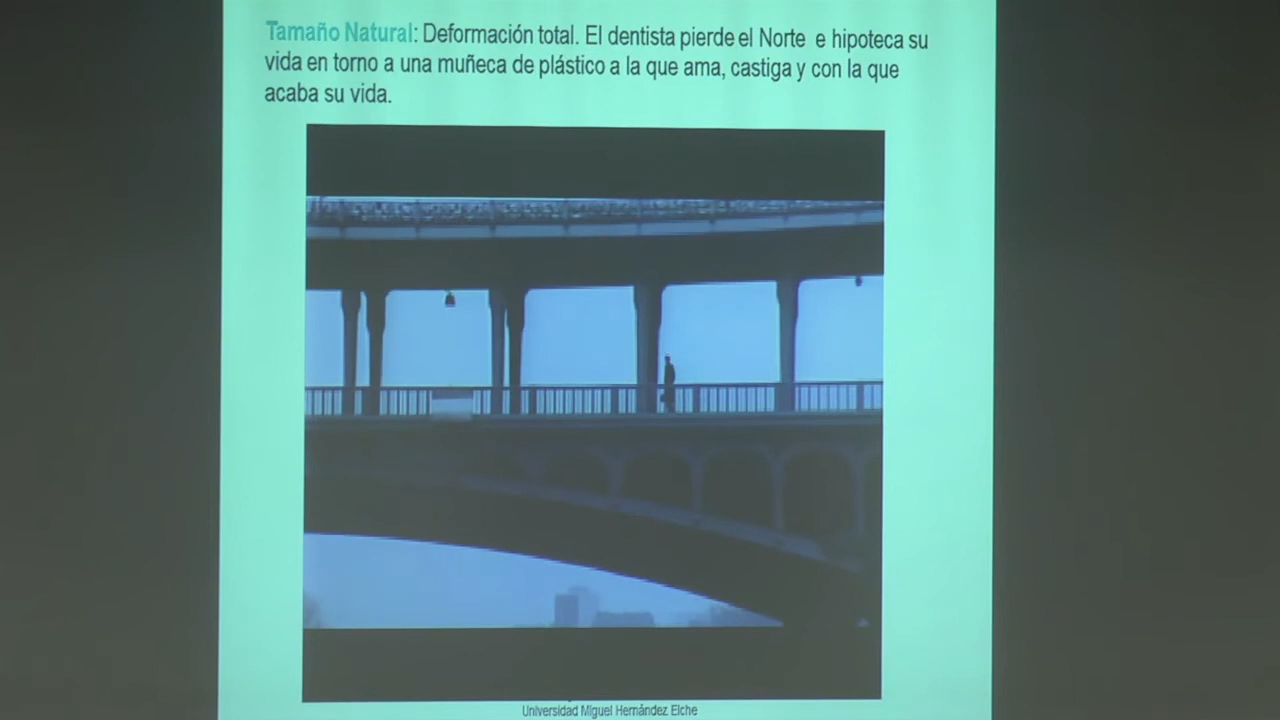 Tamaño Natural: Deformación total. El dentista pierde el Norte e hipoteca su
vida en torno a una muñeca de plástico a la que ama, castiga y con la que
acaba su vida.
Universidad Miguel Hernández Elche